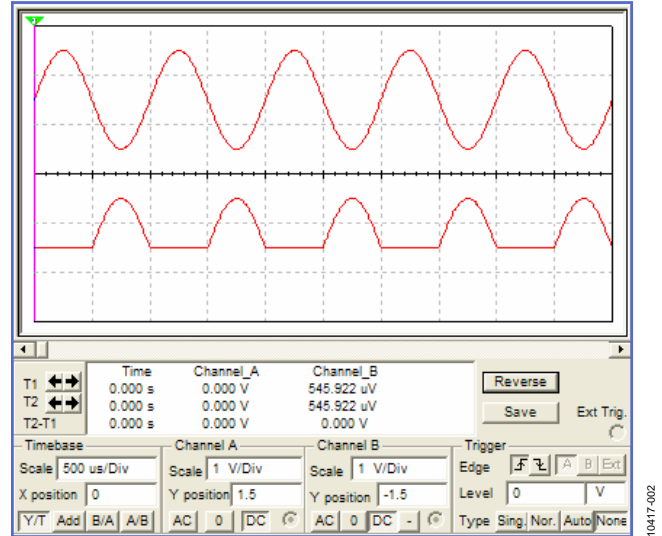 1
Time Channel_A Channel_B
T1 0.000 s 0.000 V 545.922 uV
T2 0.000 s 0.000 V 545.922 uV
T2-T1 0.000 s 0.000 V 0.000 V
Reverse
Save
Ext Trig.
Timebase
Scale 500 us/Div
X position 0
Y/T Add B/A A/B
Channel A
Scale 1 V/Div
Y position 1.5
AC 0 DC
Channel B
Scale 1 V/Div
Y position -1.5
AC 0 DC -
Trigger
Edge A B Ext
Level 0 V
Type Sing. Nor. Auto None
10417-002